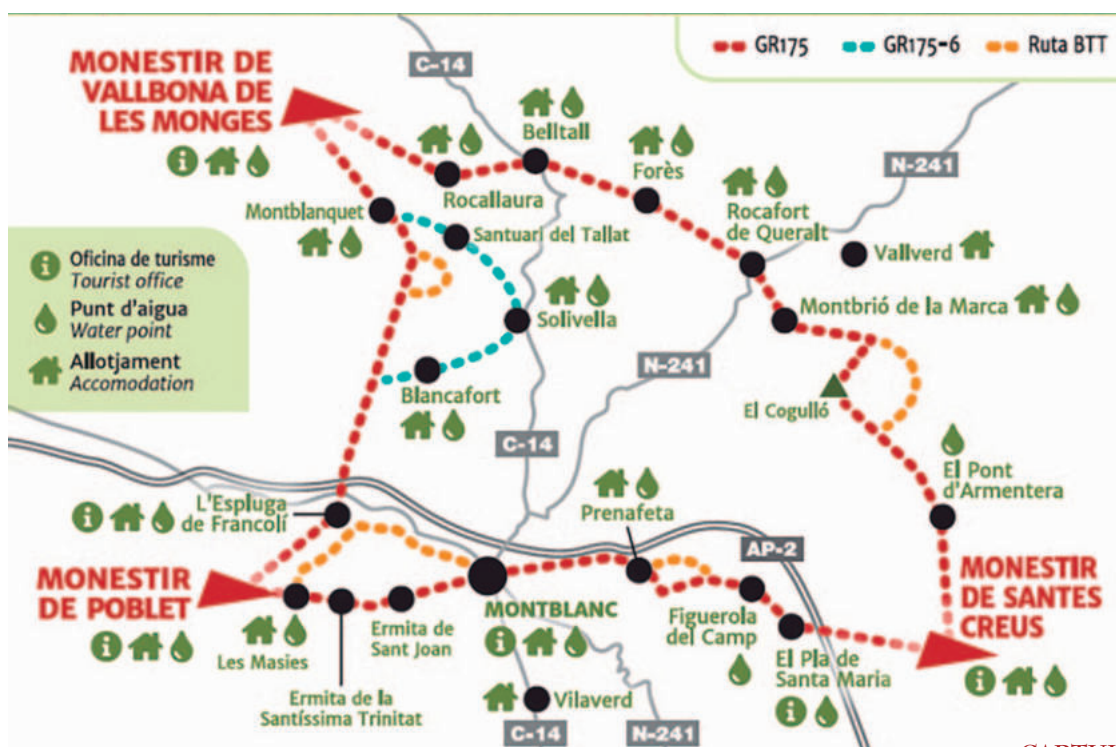 GR175
GR175-6
Ruta BTT
MONESTIR DE
VALLBONA DE
LES MONGES
C-14
Belltall
Rocallaura
Forès
N-241
Rocafort
de Queralt
Vallverd
Montblanquet
Santuari del Tallat
Oficina de turisme
Tourist office
Punt d'aigua
Water point
Allotjament
Accomodation
Solivella
Montbrió de la Marca
N-241
Blancafort
El Cogulló
C-14
El Pont
d'Armentera
L'Espluga
de Francolí
Prenafeta
AP-2
MONESTIR
DE POBLET
MONESTIR
DE SANTES
CREUS
MONTBLANC
Figuerola
del Camp
Ermita de
Sant Joan
Les Masies
El Pla de
Santa Maria
Ermita de la
Santíssima Trinitat
Vilaverd
C-14
N-241